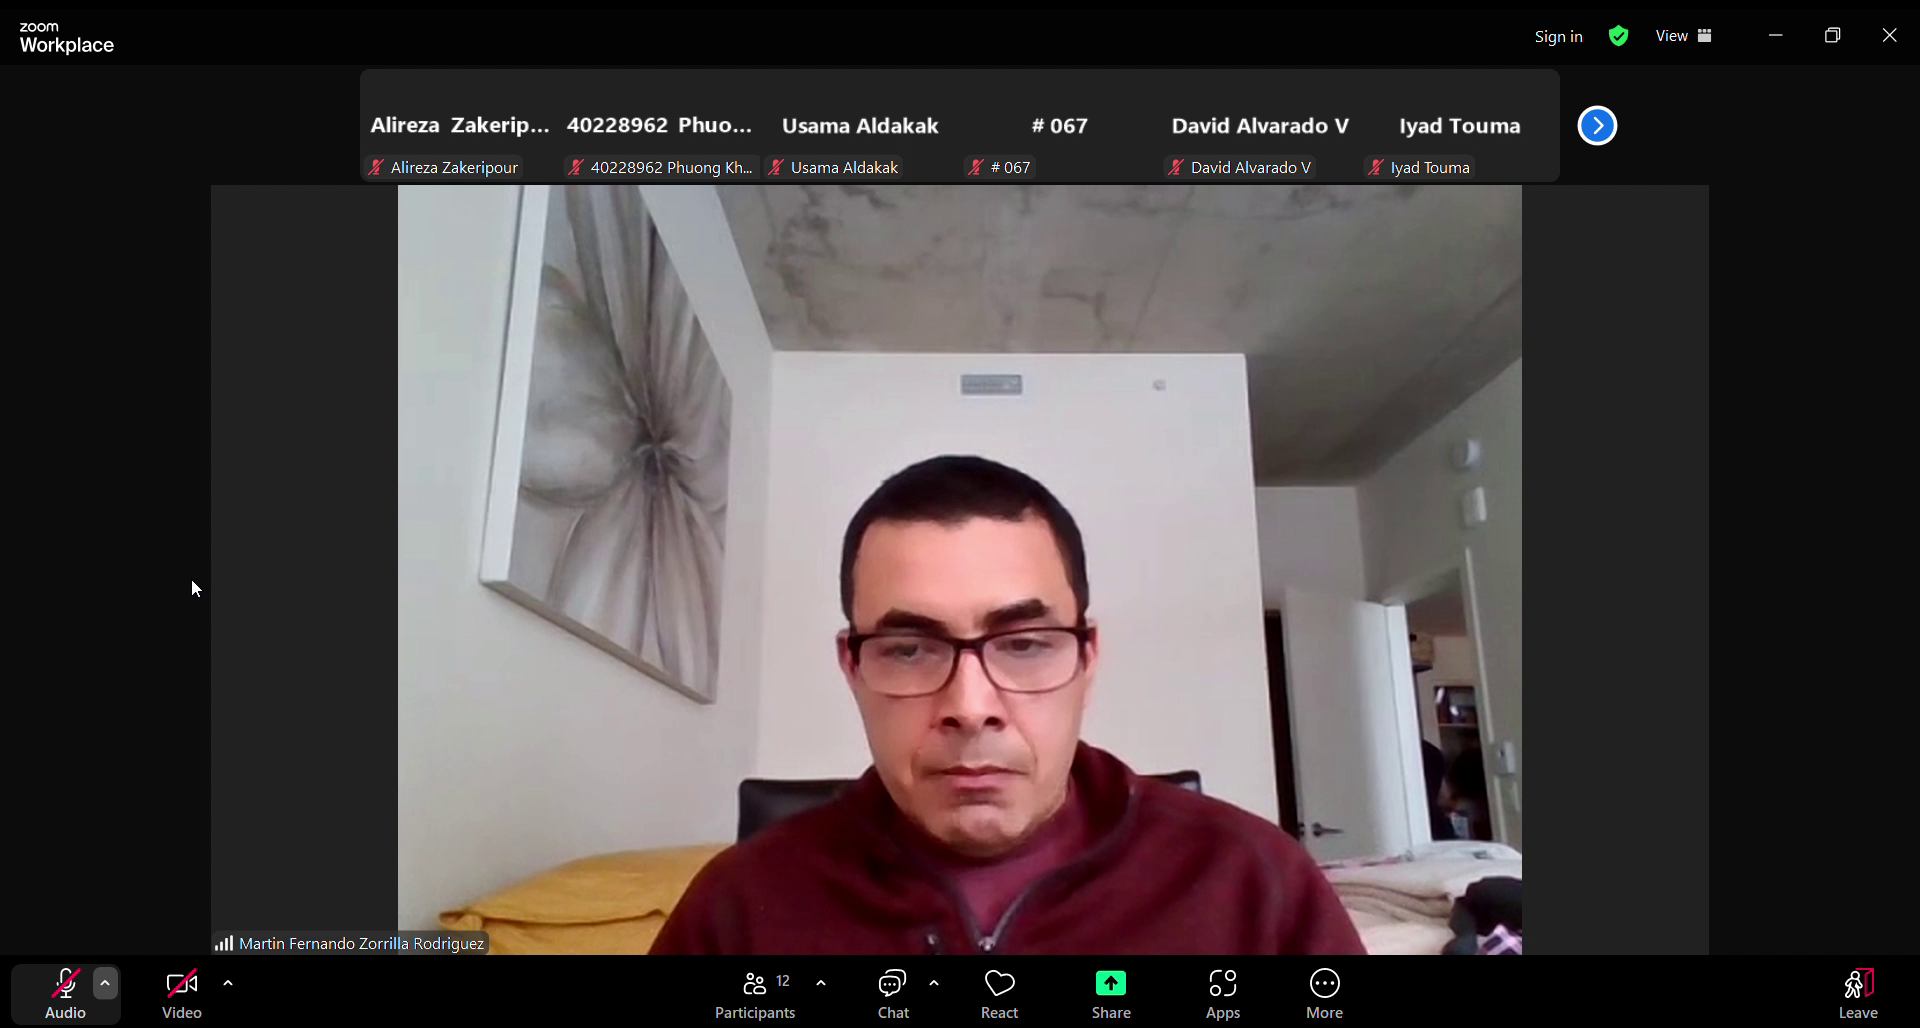 zoom
Workplace
Sign in
View
Alireza Zakerip...
40228962 Phuo...
Usama Aldakak
# 067
David Alvarado V
Iyad Touma
Alireza Zakeripour
40228962 Phuong Kh...
Usama Aldakak
# 067
David Alvarado V
Iyad Touma
Martin Fernando Zorrilla Rodriguez
12
Audio
Video
Participants
Chat
React
Share
Apps
More
Leave